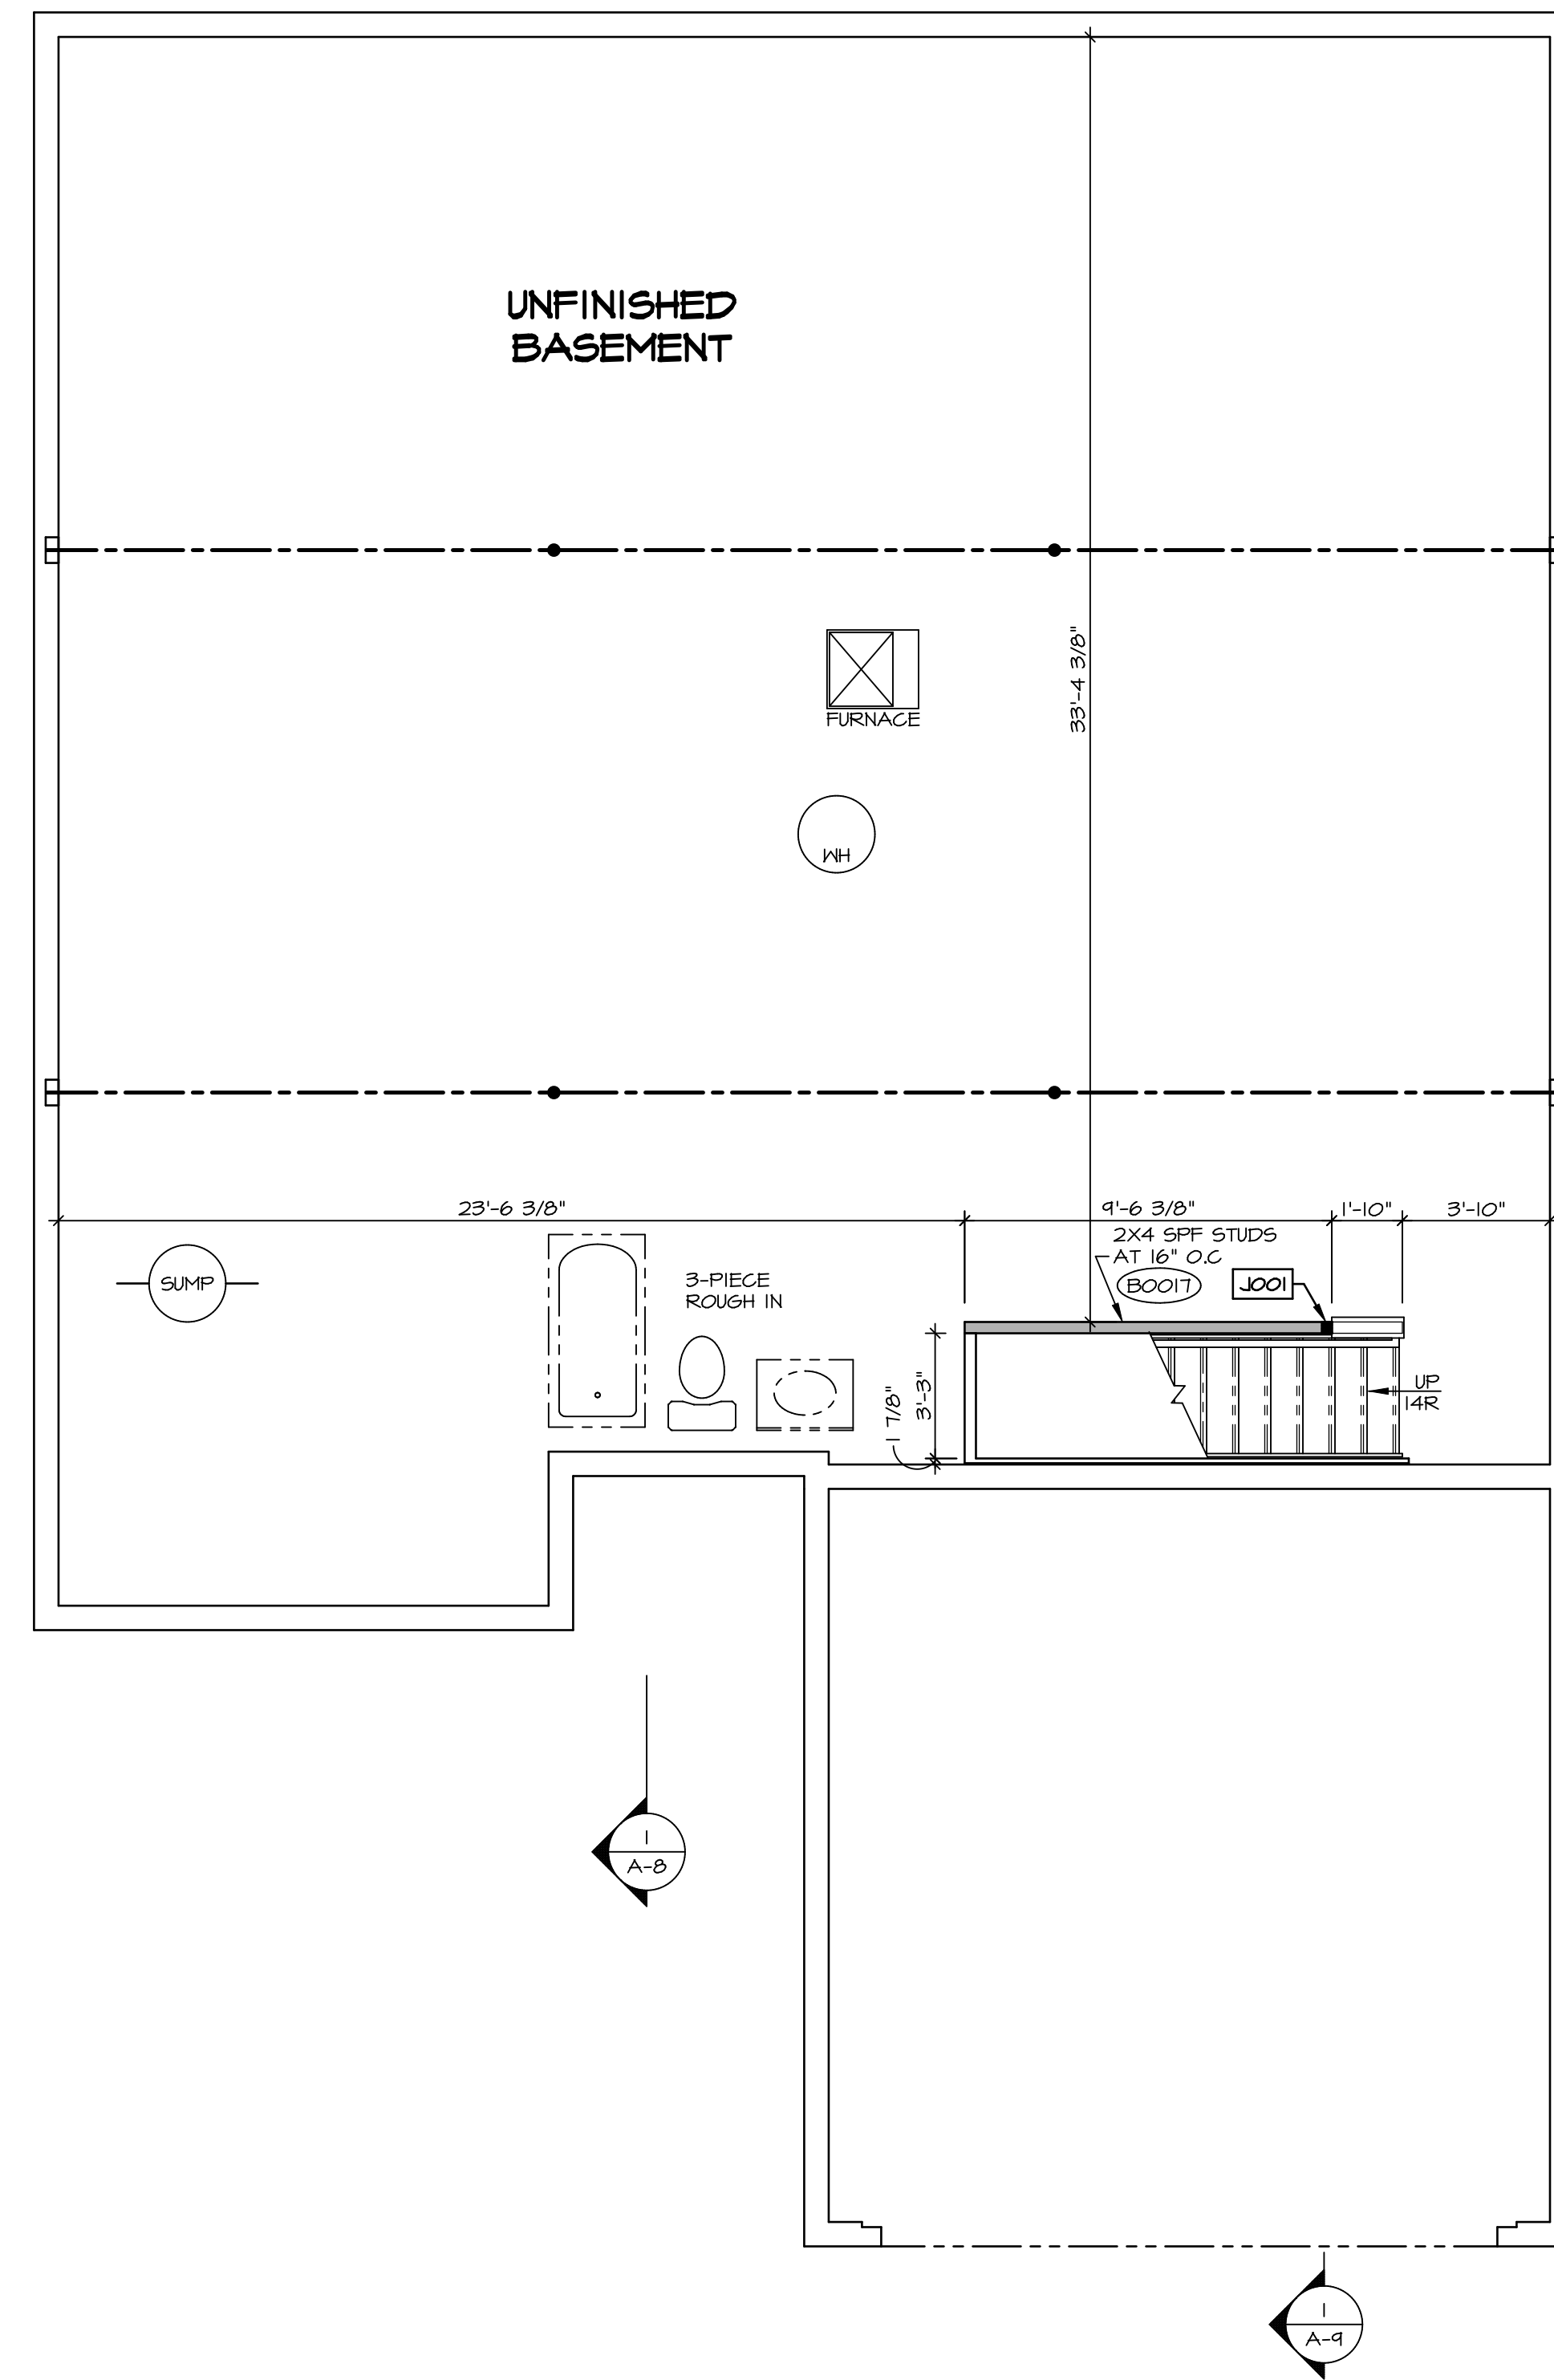 UNFINISHED
BASEMENT
33'-4 3/8"
FURNACE
WH
23'-6 3/8"
9'-6 3/8"
1'-10"
3'-10"
2X4 SPF STUDS
AT 16" O.C
B0017
J001
SUMP
3-PIECE
ROUGH IN
1 7/8"
3'-3"
UP
14R
1
A-8
1
A-9